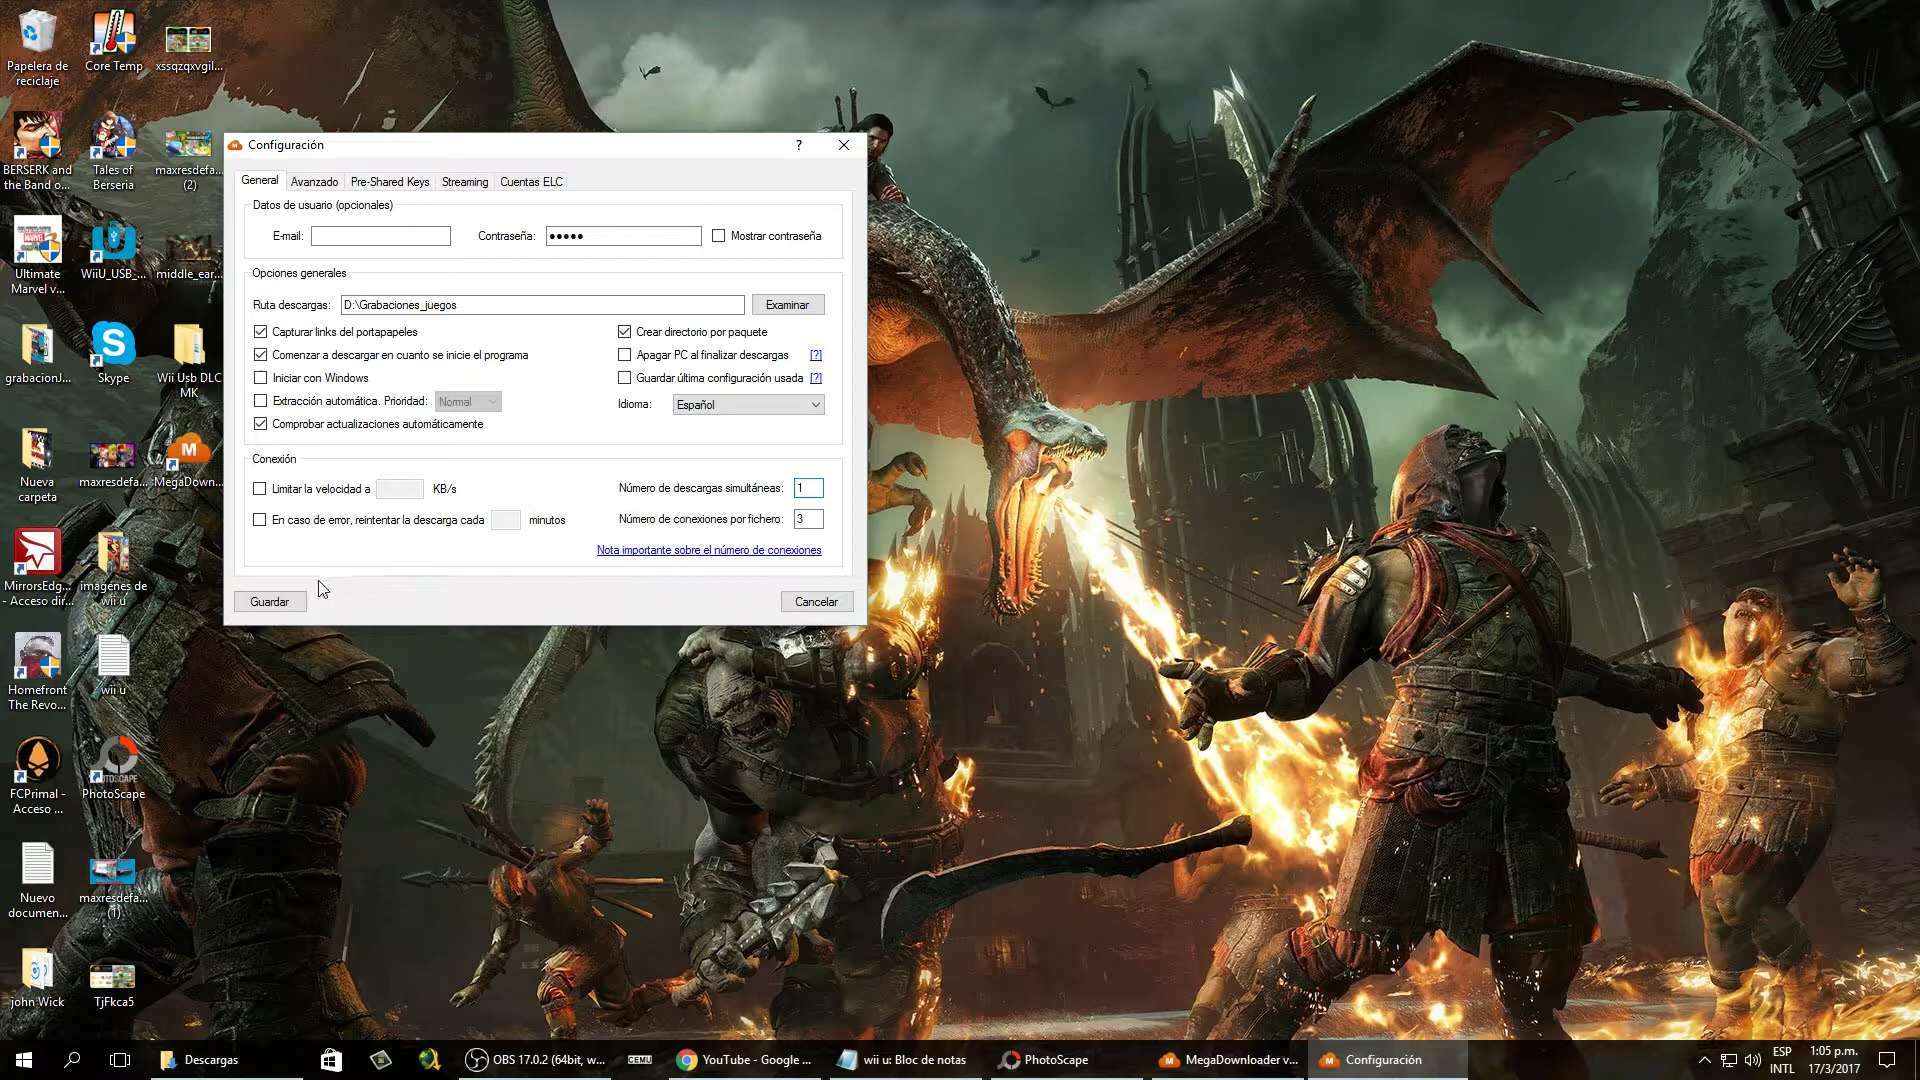 Papelera de
reciclaje
Core Temp
xssqzqxvgil...
BERSERK and
the Band o...
Tales of
Berseria
maxresdefa...
(2)
Ultimate
Marvel v...
WiiU_USB_...
middle_ear...
grabacionJ...
Skype
Wii Usb DLC
MK
Nueva
carpeta
maxresdefa...
MegaDown...
MirrorsEdg...
- Acceso dir...
imagenes de
wii u
Homefront
The Revo...
wii u
FCPrimal -
Acceso ...
PhotoScape
Nuevo
documen...
maxresdefa...
(1)
john Wick
TjFkca5
Configuración
?
General
Avanzado
Pre-Shared Keys
Streaming
Cuentas ELC
Datos de usuario (opcionales)
E-mail:
Contraseña:
•••••
Mostrar contraseña
Opciones generales
Ruta descargas:
D:\Grabaciones_juegos
Examinar
Capturar links del portapapeles
Crear directorio por paquete
Comenzar a descargar en cuanto se inicie el programa
Apagar PC al finalizar descargas
[?]
Iniciar con Windows
Guardar última configuración usada
[?]
Extracción automática. Prioridad:
Normal
Idioma:
Español
Comprobar actualizaciones automáticamente
Conexión
Limitar la velocidad a
KB/s
Número de descargas simultáneas:
1
En caso de error, reintentar la descarga cada
minutos
Número de conexiones por fichero:
3
Nota importante sobre el número de conexiones
Guardar
Cancelar
Descargas
OBS 17.0.2 (64bit, w...
CEMU
YouTube - Google ...
wii u: Bloc de notas
PhotoScape
MegaDownloader v...
Configuración
ESP
INTL
1:05 p.m.
17/3/2017